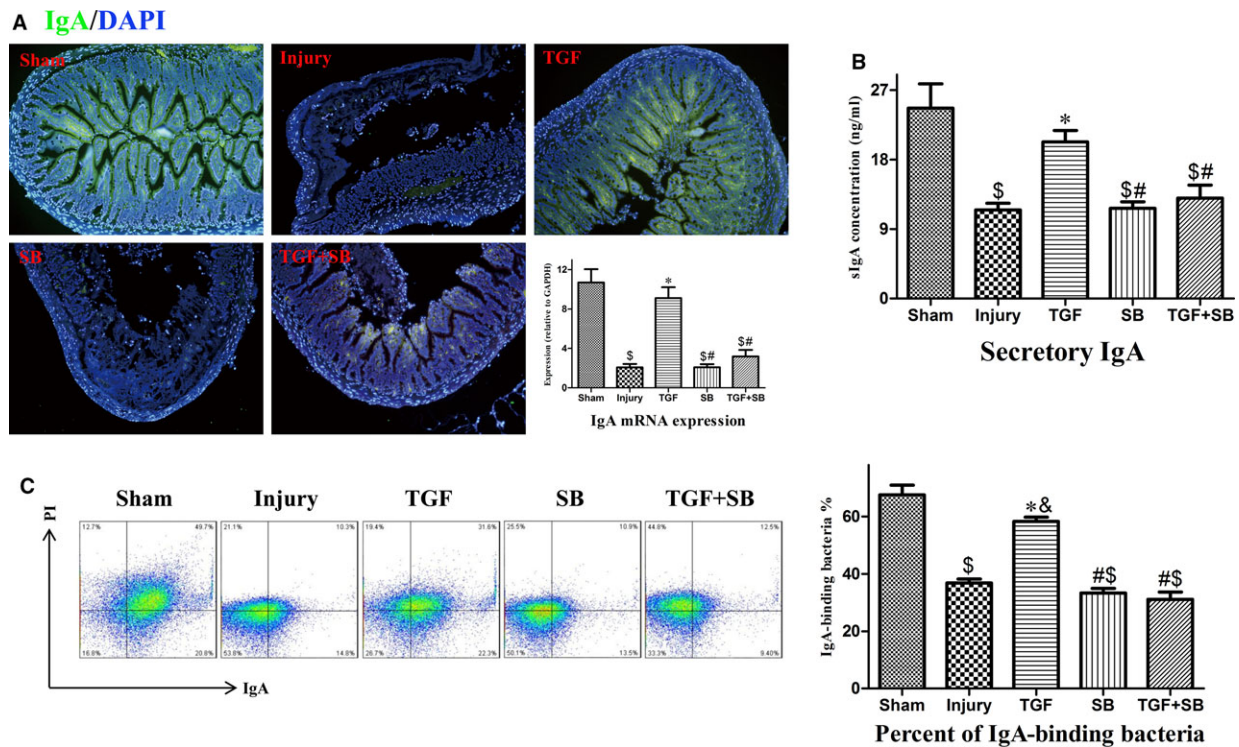 A IgA/DAPI
Sham
Injury
TGF
SB
TGF+SB
Expression (relative to GAPDH)
12
8
4
0
* $ $# $#
Sham Injury TGF SB TGF+SB
IgA mRNA expression
B
sIgA concentration (ng/ml)
27
18
9
0
* $ $# $#
Sham Injury TGF SB TGF+SB
Secretory IgA
C
Sham Injury TGF SB TGF+SB
PI
12.7% 49.7% 21.1% 10.3% 19.4% 31.6% 25.5% 10.9% 44.8% 12.5%
16.8% 20.8% 53.8% 14.8% 26.7% 22.3% 50.1% 13.5% 33.3% 9.40%
IgA
IgA-binding bacteria %
60
40
20
0
*& $ #$ #$
Sham Injury TGF SB TGF+SB
Percent of IgA-binding bacteria